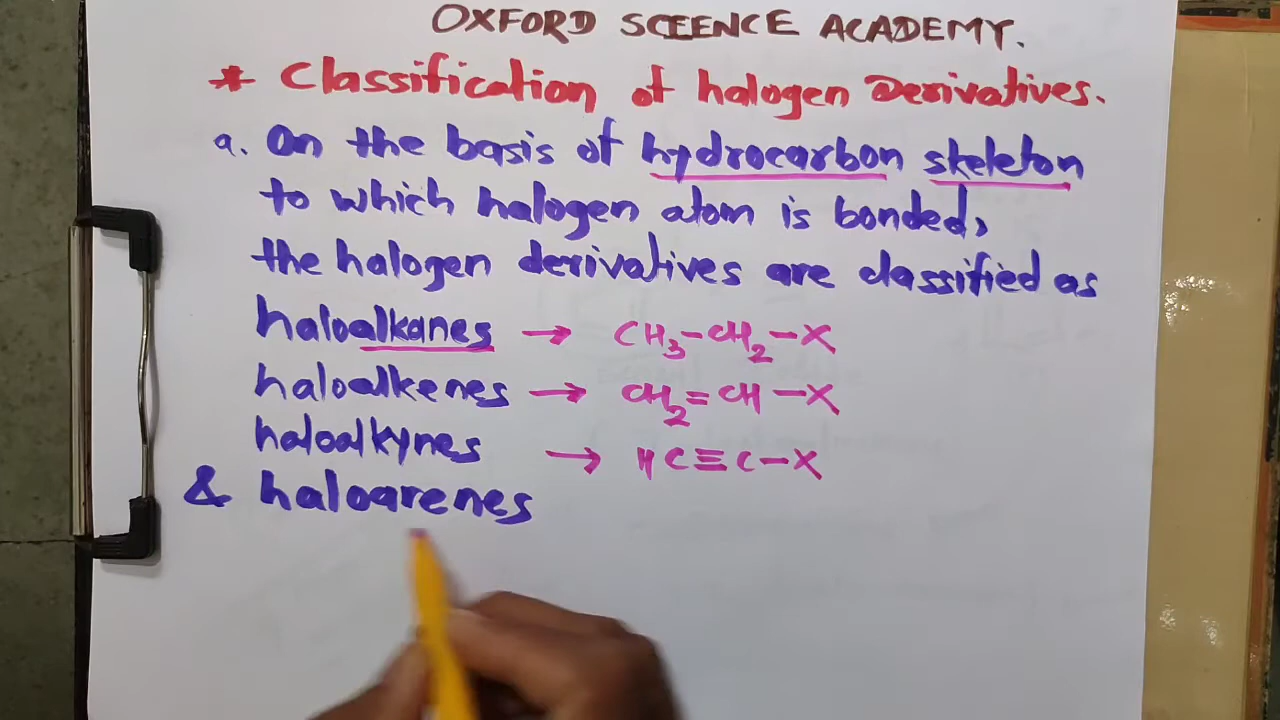 OXFORD SCIENCE ACADEMY.
* Classification of halogen Derivatives.
a. On the basis of hydrocarbon skeleton
to which halogen atom is bonded,
the halogen derivatives are classified as
haloalkanes → CH₃-CH₂-X
haloalkenes → CH₂=CH-X
haloalkynes → HC≡C-X
& haloarenes